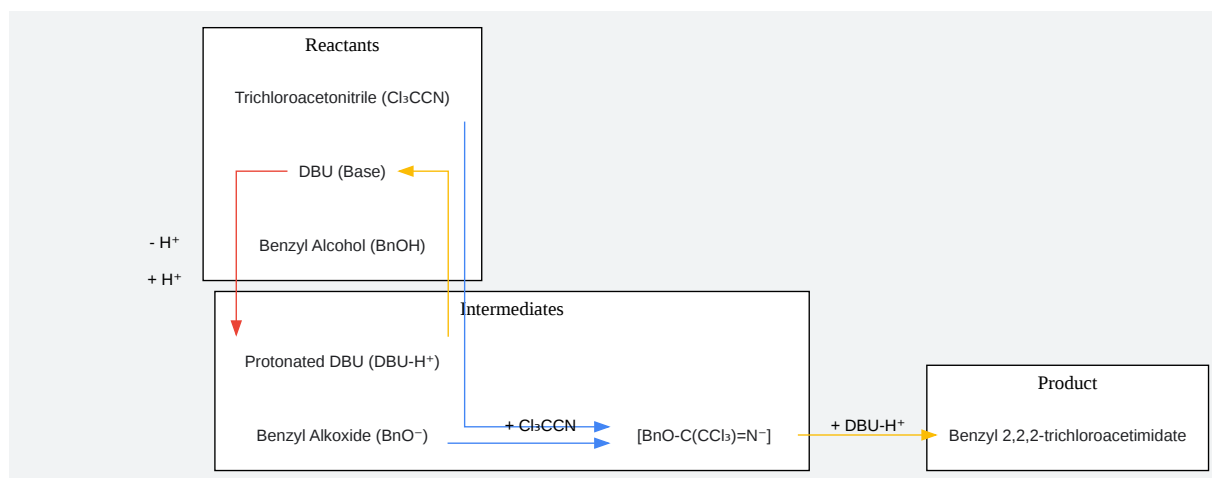 Reactants
Trichloroacetonitrile (Cl₃CCN)
DBU (Base)
- H⁺
Benzyl Alcohol (BnOH)
+ H⁺
Intermediates
Protonated DBU (DBU-H⁺)
Product
Benzyl Alkoxide (BnO⁻)
+ Cl₃CCN
[BnO-C(CCl₃)=N⁻]
+ DBU-H⁺
Benzyl 2,2,2-trichloroacetimidate